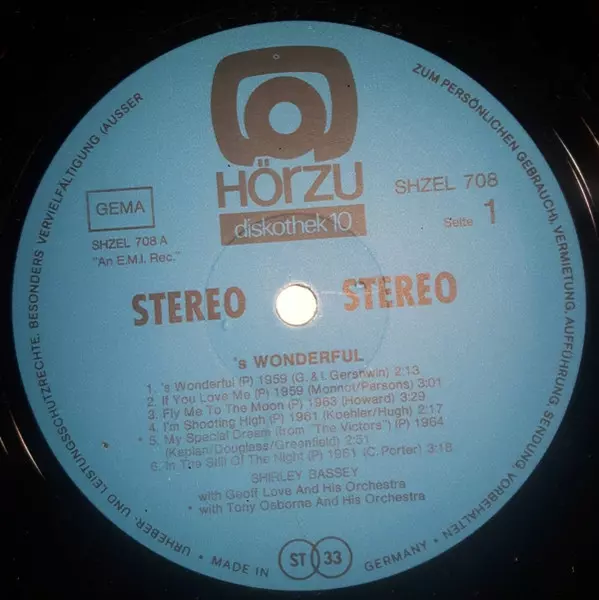 URHEBER- UND LEISTUNGSSCHUTZRECHTE, BESONDERS VERVIELFÄLTIGUNG (AUSSER ZUM PERSÖNLICHEN GEBRAUCH), VERMIETUNG, AUFFÜHRUNG, SENDUNG, VORBEHALTEN
HÖRZU
diskothek 10
GEMA
SHZEL 708 A
"An E.M.I. Rec."
SHZEL 708
Seite 1
STEREO STEREO
's WONDERFUL
1. 's Wonderful (P) 1959 (G. & I. Gershwin) 2:13
2. If You Love Me (P) 1959 (Monnot/Parsons) 3:01
3. Fly Me To The Moon (P) 1963 (Howard) 3:29
4. I'm Shooting High (P) 1961 (Koehler/Hugh) 2:17
* 5. My Special Dream (from "The Victors") (P) 1964
(Kaplan/Douglass/Greenfield) 2:51
6. In The Still Of The Night (P) 1961 (C. Porter) 3:18
SHIRLEY BASSEY
with Geoff Love And His Orchestra
* with Tony Osborne And His Orchestra
• MADE IN ST 33 GERMANY •